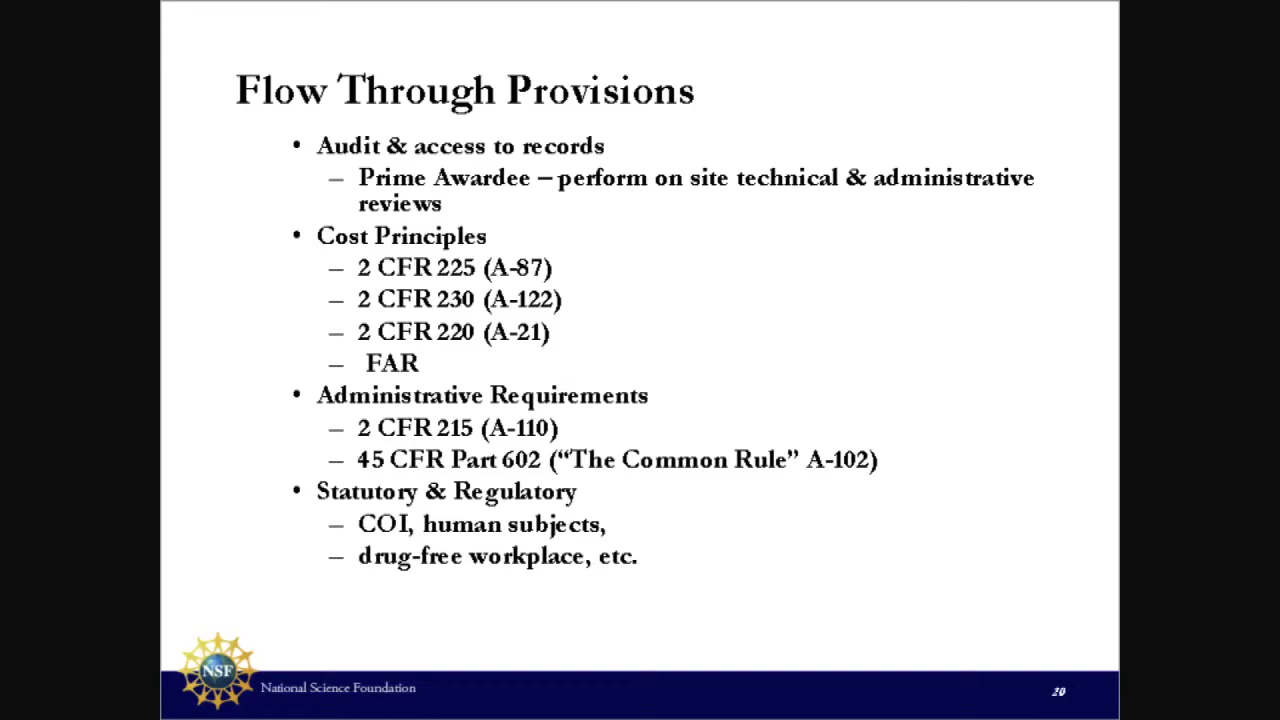 Flow Through Provisions
• Audit & access to records
– Prime Awardee – perform on site technical & administrative
reviews
• Cost Principles
– 2 CFR 225 (A-87)
– 2 CFR 230 (A-122)
– 2 CFR 220 (A-21)
– FAR
• Administrative Requirements
– 2 CFR 215 (A-110)
– 45 CFR Part 602 (“The Common Rule” A-102)
• Statutory & Regulatory
– COI, human subjects,
– drug-free workplace, etc.
NSF
National Science Foundation
20